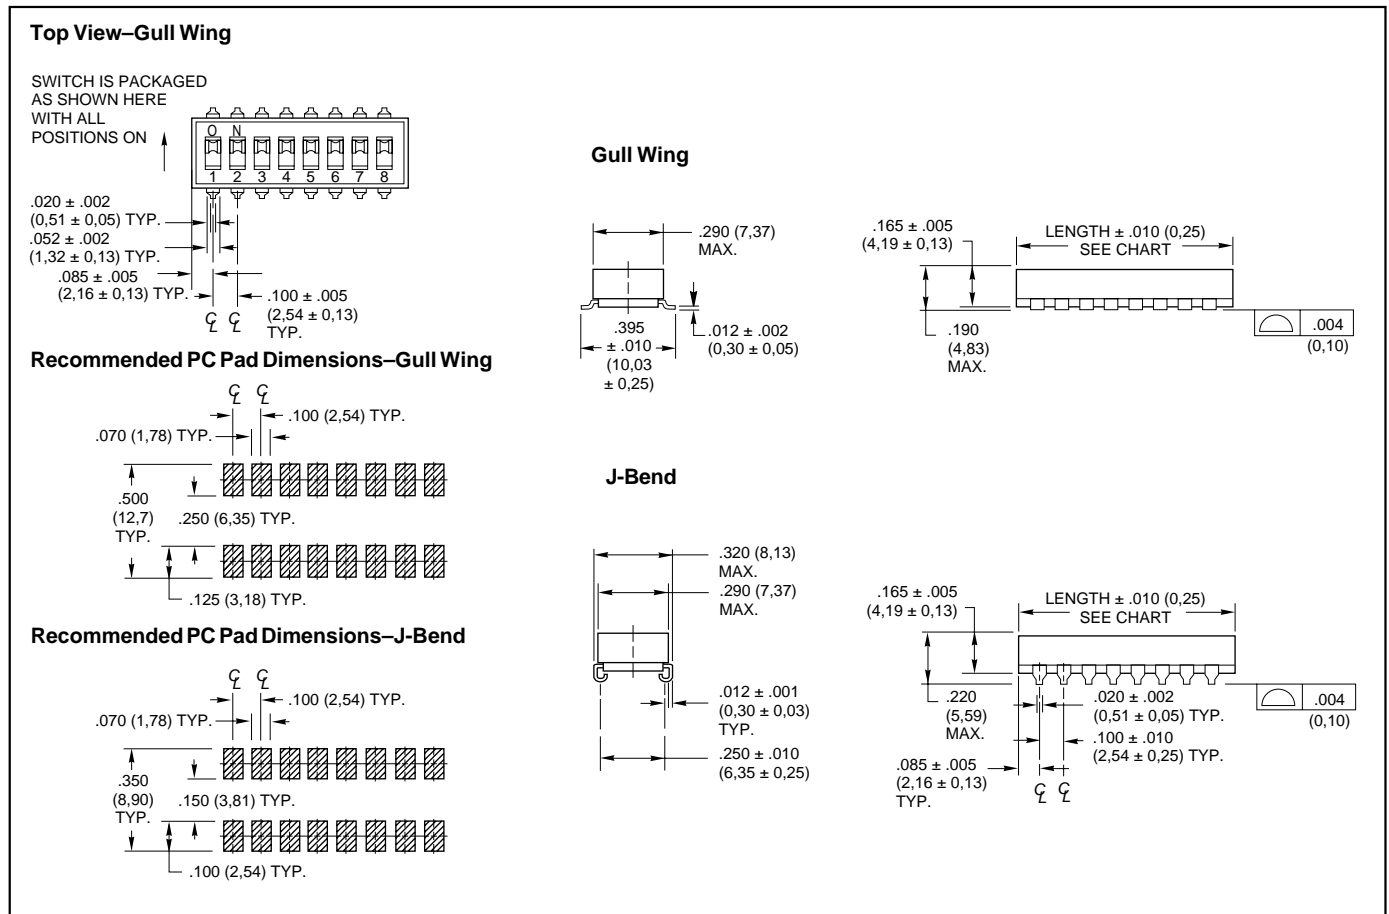 Top View–Gull Wing
SWITCH IS PACKAGED
AS SHOWN HERE
WITH ALL
POSITIONS ON
O N
1 2 3 4 5 6 7 8
.020 ± .002
(0,51 ± 0,05) TYP.
.052 ± .002
(1,32 ± 0,13) TYP.
.085 ± .005
(2,16 ± 0,13) TYP.
.100 ± .005
(2,54 ± 0,13)
TYP.
℄ ℄
Gull Wing
.290 (7,37)
MAX.
.395
± .010
(10,03
± 0,25)
.012 ± .002
(0,30 ± 0,05)
.165 ± .005
(4,19 ± 0,13)
LENGTH ± .010 (0,25)
SEE CHART
.190
(4,83)
MAX.
.004
(0,10)
Recommended PC Pad Dimensions–Gull Wing
℄ ℄
.100 (2,54) TYP.
.070 (1,78) TYP.
.500
(12,7)
TYP.
.250 (6,35) TYP.
.125 (3,18) TYP.
J-Bend
.320 (8,13)
MAX.
.290 (7,37)
MAX.
.012 ± .001
(0,30 ± 0,03)
TYP.
.250 ± .010
(6,35 ± 0,25)
.165 ± .005
(4,19 ± 0,13)
LENGTH ± .010 (0,25)
SEE CHART
.220
(5,59)
MAX.
.020 ± .002
(0,51 ± 0,05) TYP.
.100 ± .010
(2,54 ± 0,25) TYP.
.085 ± .005
(2,16 ± 0,13)
TYP.
℄ ℄
.004
(0,10)
Recommended PC Pad Dimensions–J-Bend
℄ ℄
.100 (2,54) TYP.
.070 (1,78) TYP.
.350
(8,90)
TYP.
.150 (3,81) TYP.
.100 (2,54) TYP.